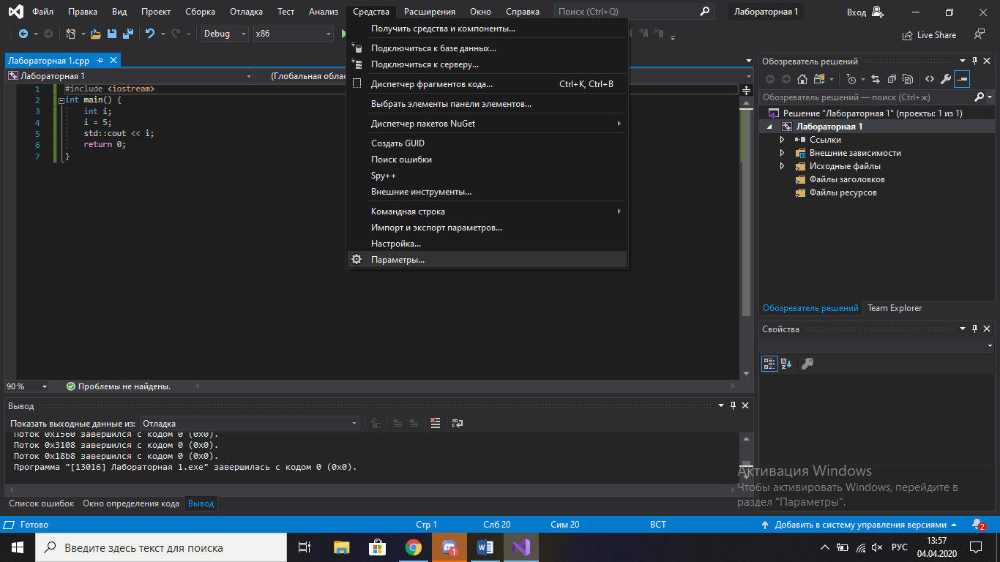 Файл Правка Вид Проект Сборка Отладка Тест Анализ Средства Расширения Окно Справка Поиск (Ctrl+Q) Лабораторная 1 Вход
Debug x86 Live Share
Получить средства и компоненты...
Подключиться к базе данных...
Подключиться к серверу...
Диспетчер фрагментов кода... Ctrl+K, Ctrl+B
Выбрать элементы панели элементов...
Диспетчер пакетов NuGet
Создать GUID
Поиск ошибки
Spy++
Внешние инструменты...
Командная строка
Импорт и экспорт параметров...
Настройка...
Параметры...
Лабораторная 1.cpp
Лабораторная 1 (Глобальная облас
1 #include <iostream>
2 int main() {
3 int i;
4 i = 5;
5 std::cout << i;
6 return 0;
7 }
90 % Проблемы не найдены.
Обозреватель решений
Обозреватель решений — поиск (Ctrl+ж)
Решение "Лабораторная 1" (проекты: 1 из 1)
Лабораторная 1
Ссылки
Внешние зависимости
Исходные файлы
Файлы заголовков
Файлы ресурсов
Обозреватель решений Team Explorer
Свойства
Вывод
Показать выходные данные из: Отладка
Поток 0x1560 завершился с кодом 0 (0x0).
Поток 0x3108 завершился с кодом 0 (0x0).
Поток 0x18b8 завершился с кодом 0 (0x0).
Программа "[13016] Лабораторная 1.exe" завершилась с кодом 0 (0x0).
Список ошибок Окно определения кода Вывод
Активация Windows
Чтобы активировать Windows, перейдите в
раздел "Параметры".
Готово Стр 1 Слб 20 Сим 20 ВСТ Добавить в систему управления версиями 2
Введите здесь текст для поиска 1 РУС 13:57
04.04.2020